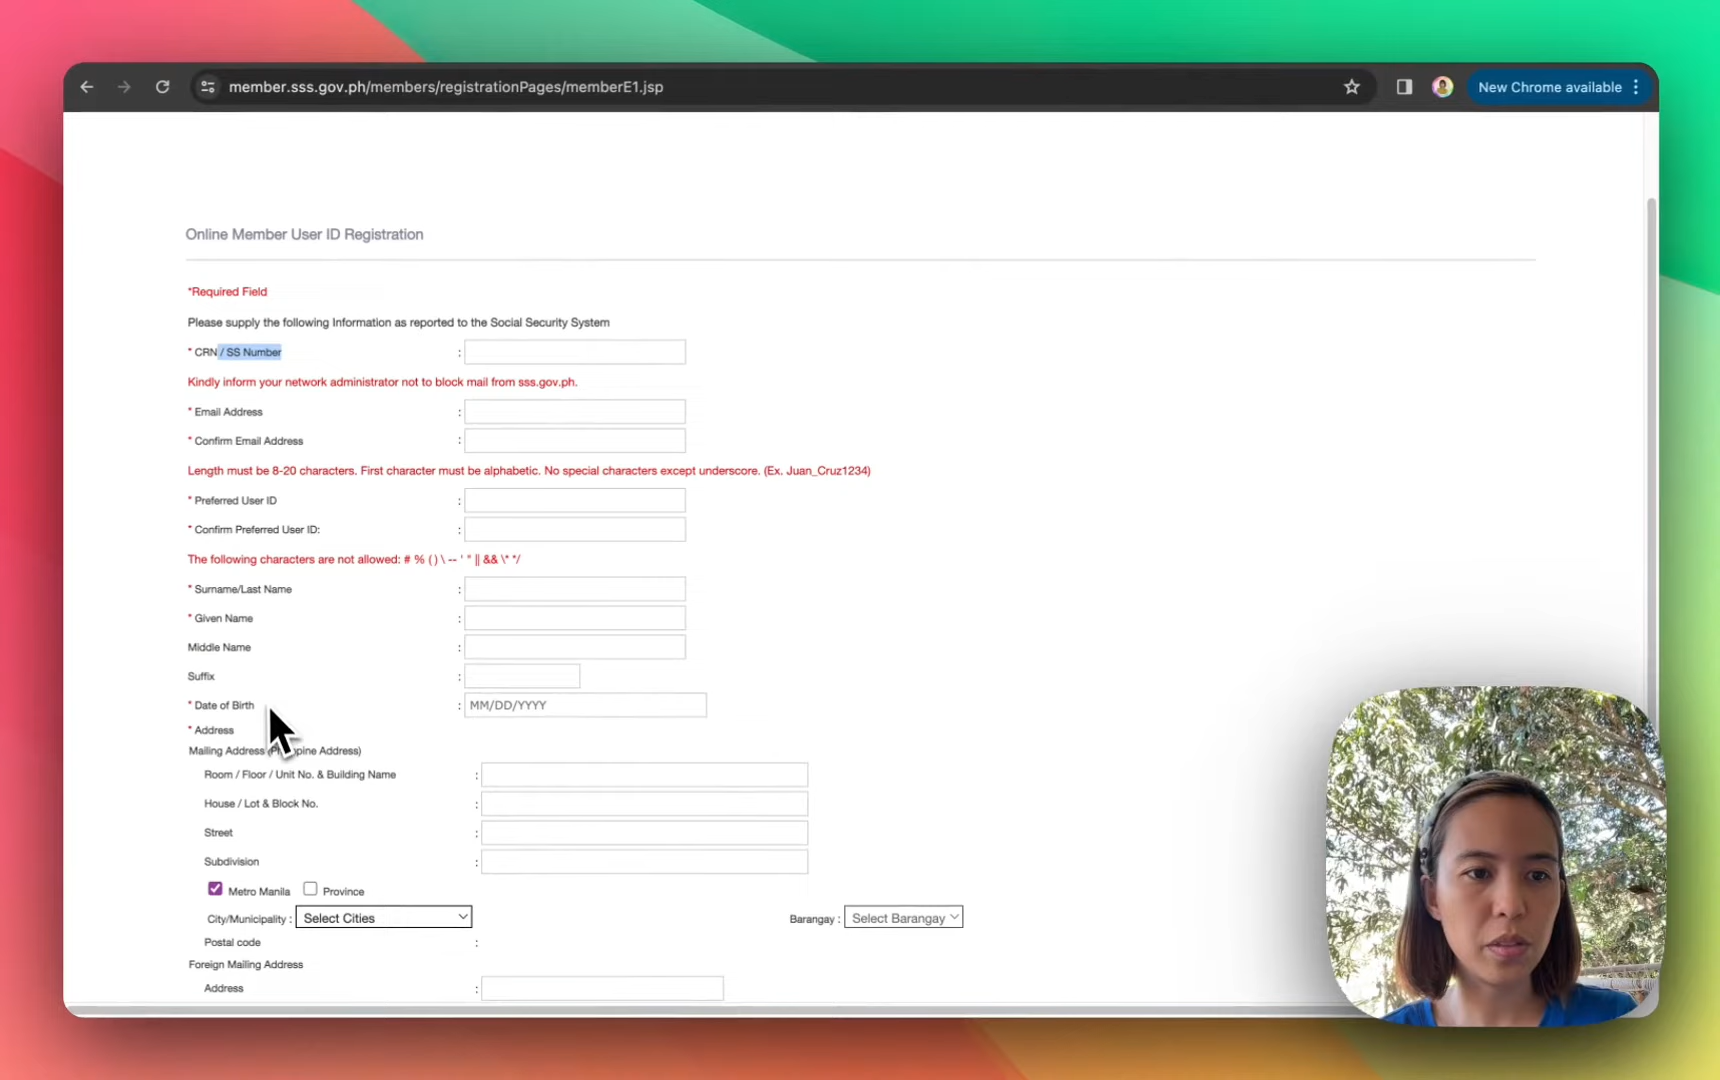 member.sss.gov.ph/members/registrationPages/memberE1.jsp
New Chrome available
Online Member User ID Registration
*Required Field
Please supply the following Information as reported to the Social Security System
* CRN / SS Number :
Kindly inform your network administrator not to block mail from sss.gov.ph.
* Email Address :
* Confirm Email Address :
Length must be 8-20 characters. First character must be alphabetic. No special characters except underscore. (Ex. Juan_Cruz1234)
* Preferred User ID :
* Confirm Preferred User ID: :
The following characters are not allowed: # % ( ) \ -- ' " || && \* */
* Surname/Last Name :
* Given Name :
Middle Name :
Suffix :
* Date of Birth : MM/DD/YYYY
* Address
Mailing Address Address)
Room / Floor / Unit No. & Building Name :
House / Lot & Block No. :
Street :
Subdivision :
Metro Manila Province
City/Municipality : Select Cities Barangay : Select Barangay
Postal code :
Foreign Mailing Address
Address :